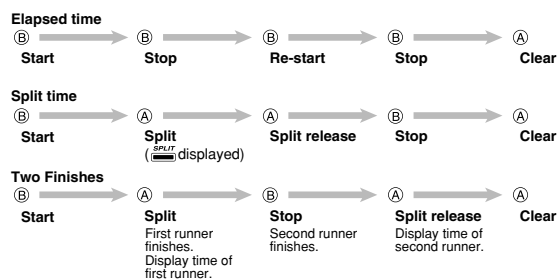 Elapsed time
Ⓑ Ⓑ Ⓑ Ⓑ Ⓐ
Start Stop Re-start Stop Clear
Split time
Ⓑ Ⓐ Ⓐ Ⓑ Ⓐ
Start Split Split release Stop Clear
(SPLIT displayed)
Two Finishes
Ⓑ Ⓐ Ⓑ Ⓐ Ⓐ
Start Split Stop Split release Clear
First runner finishes. Display time of first runner.
Second runner finishes.
Display time of second runner.